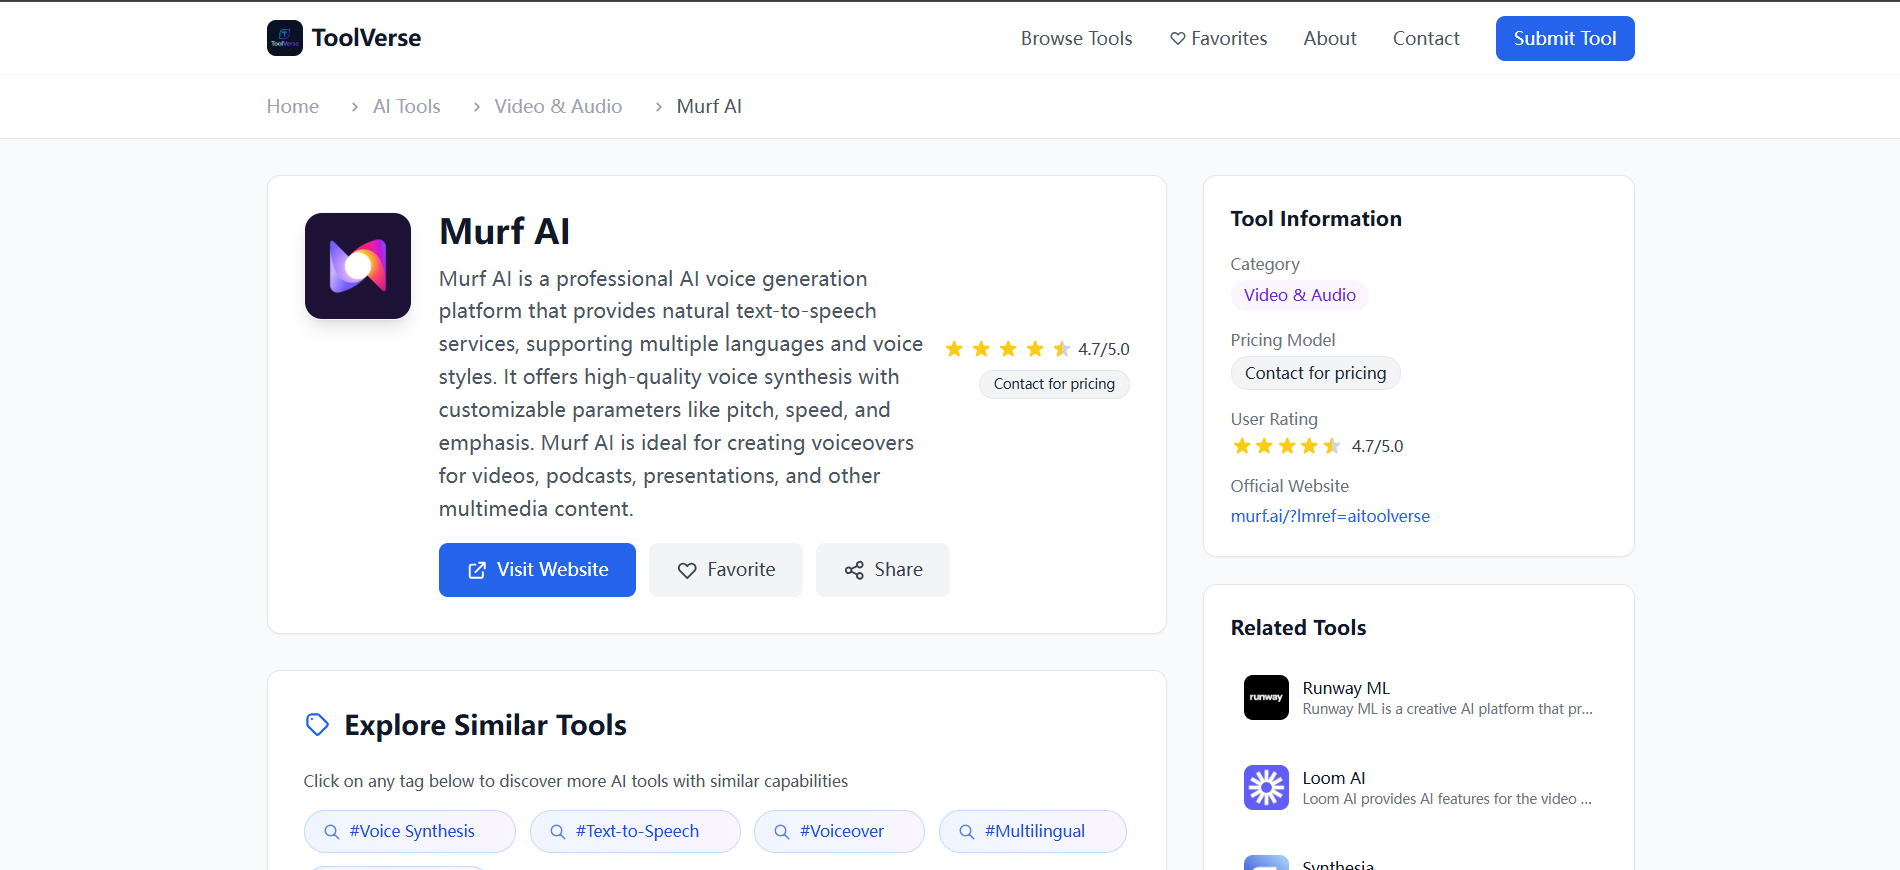 ToolVerse
Browse Tools
Favorites
About
Contact
Submit Tool
Home
AI Tools
Video & Audio
Murf AI
Murf AI
Murf AI is a professional AI voice generation
platform that provides natural text-to-speech
services, supporting multiple languages and voice
styles. It offers high-quality voice synthesis with
customizable parameters like pitch, speed, and
emphasis. Murf AI is ideal for creating voiceovers
for videos, podcasts, presentations, and other
multimedia content.
4.7/5.0
Contact for pricing
Visit Website
Favorite
Share
Explore Similar Tools
Click on any tag below to discover more AI tools with similar capabilities
#Voice Synthesis
#Text-to-Speech
#Voiceover
#Multilingual
Tool Information
Category
Video & Audio
Pricing Model
Contact for pricing
User Rating
4.7/5.0
Official Website
murf.ai/?lmref=aitoolverse
Related Tools
runway
Runway ML
Runway ML is a creative AI platform that pr...
Loom AI
Loom AI provides AI features for the video ...
Synthesia